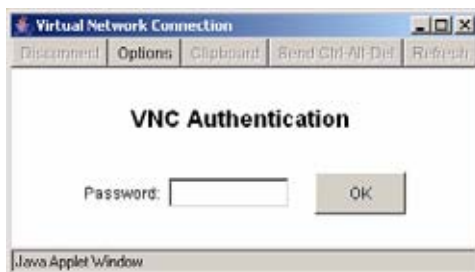 Virtual Network Connection
Disconnect Options Clipboard Send Ctrl-Alt-Del Refresh
VNC Authentication
Password: OK
Java Applet Window